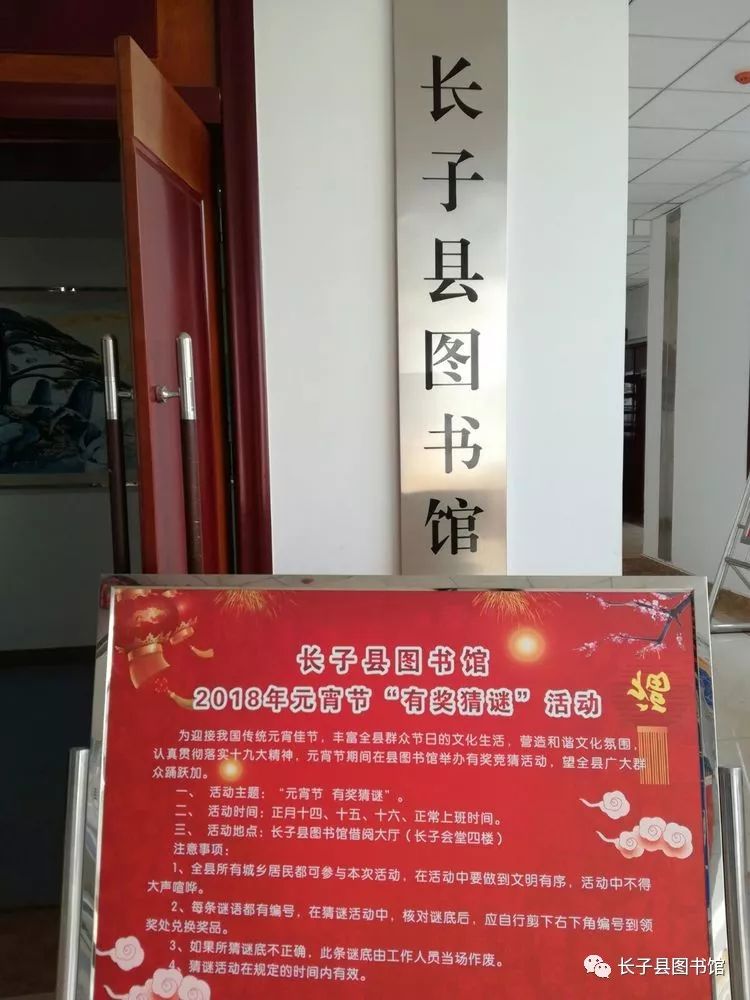 长子县图书馆
长子县图书馆
2018年元宵节“有奖猜谜”活动
为迎接我国传统元宵佳节，丰富全县群众节日的文化生活，营造和谐文化氛围，
认真贯彻落实十九大精神，元宵节期间在县图书馆举办有奖竞猜活动，望全县广大群
众踊跃加。
一、 活动主题：“元宵节 有奖猜谜”。
二、 活动时间：正月十四、十五、十六、正常上班时间。
三、 活动地点：长子县图书馆借阅大厅（长子会堂四楼）
注意事项：
1、全县所有城乡居民都可参与本次活动，在活动中要做到文明有序，活动中不得
大声喧哗。
2、每条谜语都有编号，在猜谜活动中，核对谜底后，应自行剪下右下角编号到领
奖处兑换奖品。
3、如果所猜谜底不正确，此条谜底由工作人员当场作废。
4、猜谜活动在规定的时间内有效。
长子县图书馆